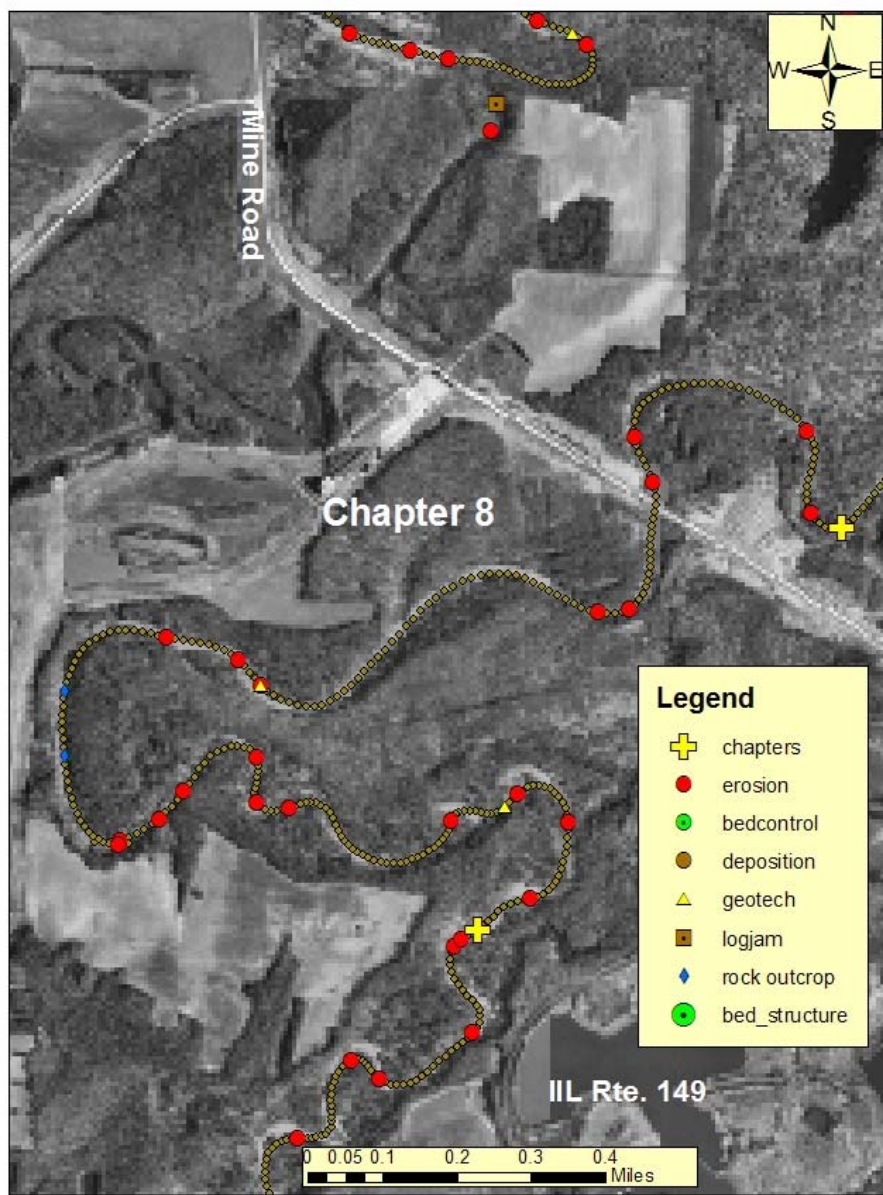 N
W E
S
Mine Road
Chapter 8
Legend
chapters
erosion
bedcontrol
deposition
geotech
logjam
rock outcrop
bed_structure
IIL Rte. 149
0 0.05 0.1 0.2 0.3 0.4
Miles